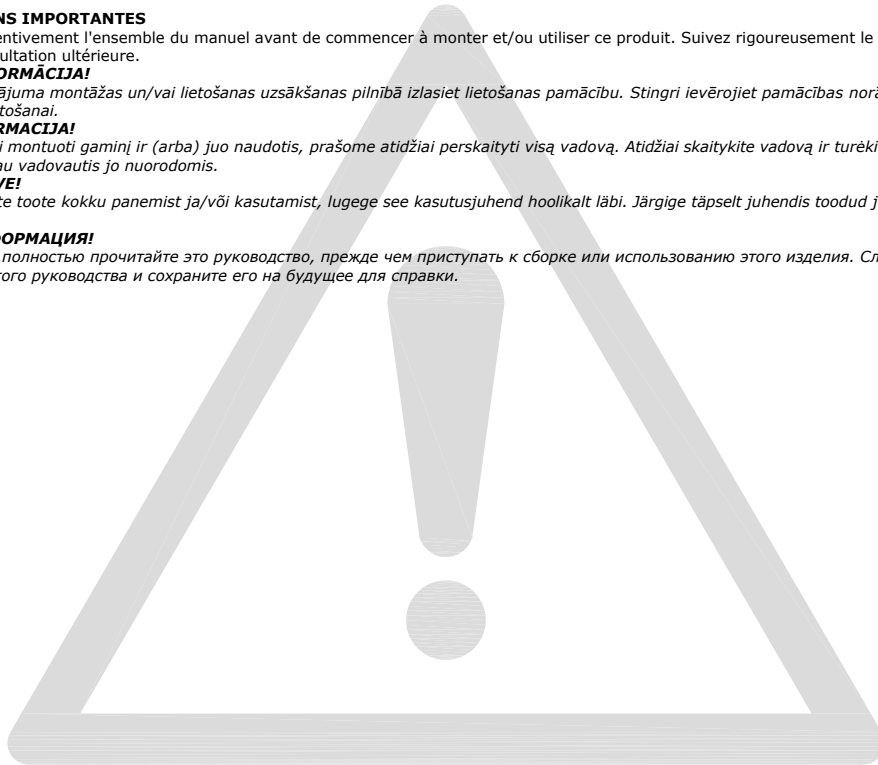 NS IMPORTANTES
entivement l'ensemble du manuel avant de commencer à monter et/ou utiliser ce produit. Suivez rigoureusement le
ultation ultérieure.
ORMĀCIJA!
ājuma montāžas un/vai lietošanas uzsākšanas pilnībā izlasiet lietošanas pamācību. Stingri ievērojiet pamācības norā
tošanai.
RMACIJA!
i montuoti gaminį ir (arba) juo naudotis, prašome atidžiai perskaityti visą vadovą. Atidžiai skaitykite vadovą ir turėki
au vadovautis jo nuorodomis.
VE!
te toote kokku panemist ja/või kasutamist, lugege see kasutusjuhend hoolikalt läbi. Järgige täpselt juhendis toodud j
ФОРМАЦИЯ!
полностью прочитайте это руководство, прежде чем приступать к сборке или использованию этого изделия. Сл
того руководства и сохраните его на будущее для справки.